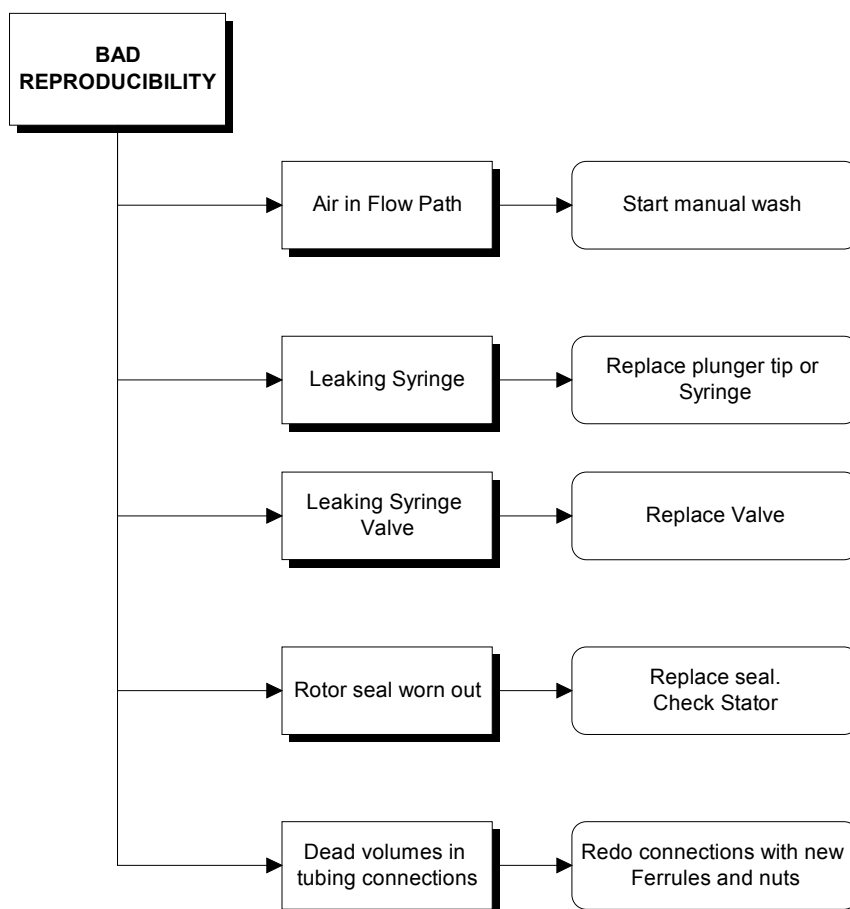 BAD
REPRODUCIBILITY
Air in Flow Path
Start manual wash
Leaking Syringe
Replace plunger tip or
Syringe
Leaking Syringe
Valve
Replace Valve
Rotor seal worn out
Replace seal.
Check Stator
Dead volumes in
tubing connections
Redo connections with new
Ferrules and nuts